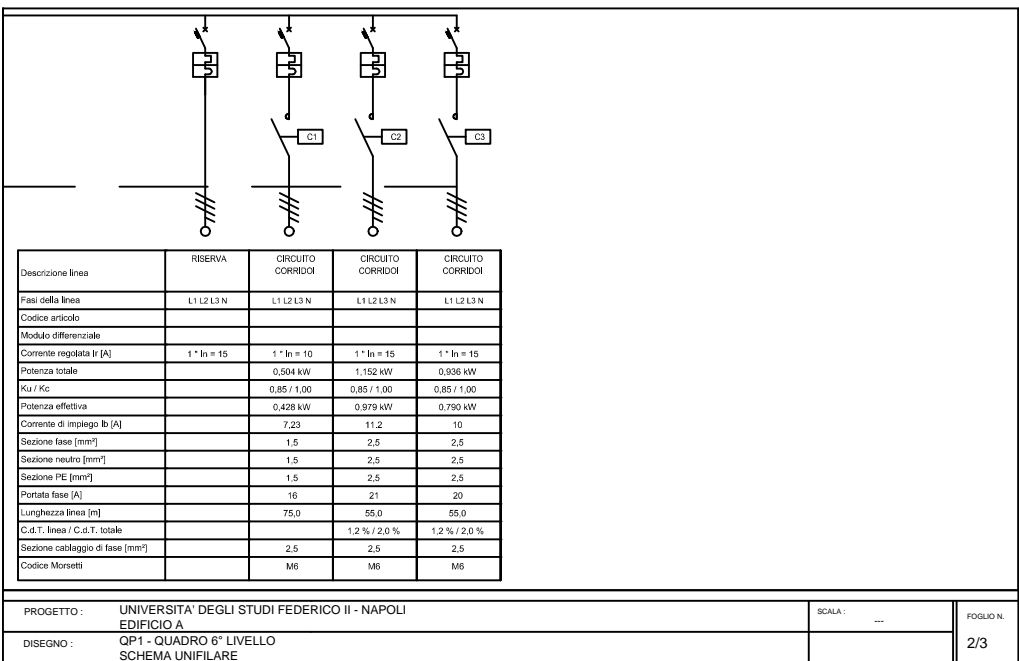 C1 C2 C3
Descrizione linea RISERVA CIRCUITO CORRIDOI CIRCUITO CORRIDOI CIRCUITO CORRIDOI
Fasi della linea L1 L2 L3 N L1 L2 L3 N L1 L2 L3 N L1 L2 L3 N
Codice articolo
Modulo differenziale
Corrente regolata Ir [A] 1 * In = 15 1 * In = 10 1 * In = 15 1 * In = 15
Potenza totale 0,504 kW 1,152 kW 0,936 kW
Ku / Kc 0,85 / 1,00 0,85 / 1,00 0,85 / 1,00
Potenza effettiva 0,428 kW 0,979 kW 0,790 kW
Corrente di impiego Ib [A] 7,23 11.2 10
Sezione fase [mm²] 1,5 2,5 2,5
Sezione neutro [mm²] 1,5 2,5 2,5
Sezione PE [mm²] 1,5 2,5 2,5
Portata fase [A] 16 21 20
Lunghezza linea [m] 75,0 55,0 55,0
C.d.T. linea / C.d.T. totale 1,2 % / 2,0 % 1,2 % / 2,0 %
Sezione cablaggio di fase [mm²] 2,5 2,5 2,5
Codice Morsetti M6 M6 M6
PROGETTO : UNIVERSITA' DEGLI STUDI FEDERICO II - NAPOLI
EDIFICIO A
SCALA :
---
FOGLIO N.
2/3
DISEGNO : QP1 - QUADRO 6° LIVELLO
SCHEMA UNIFILARE